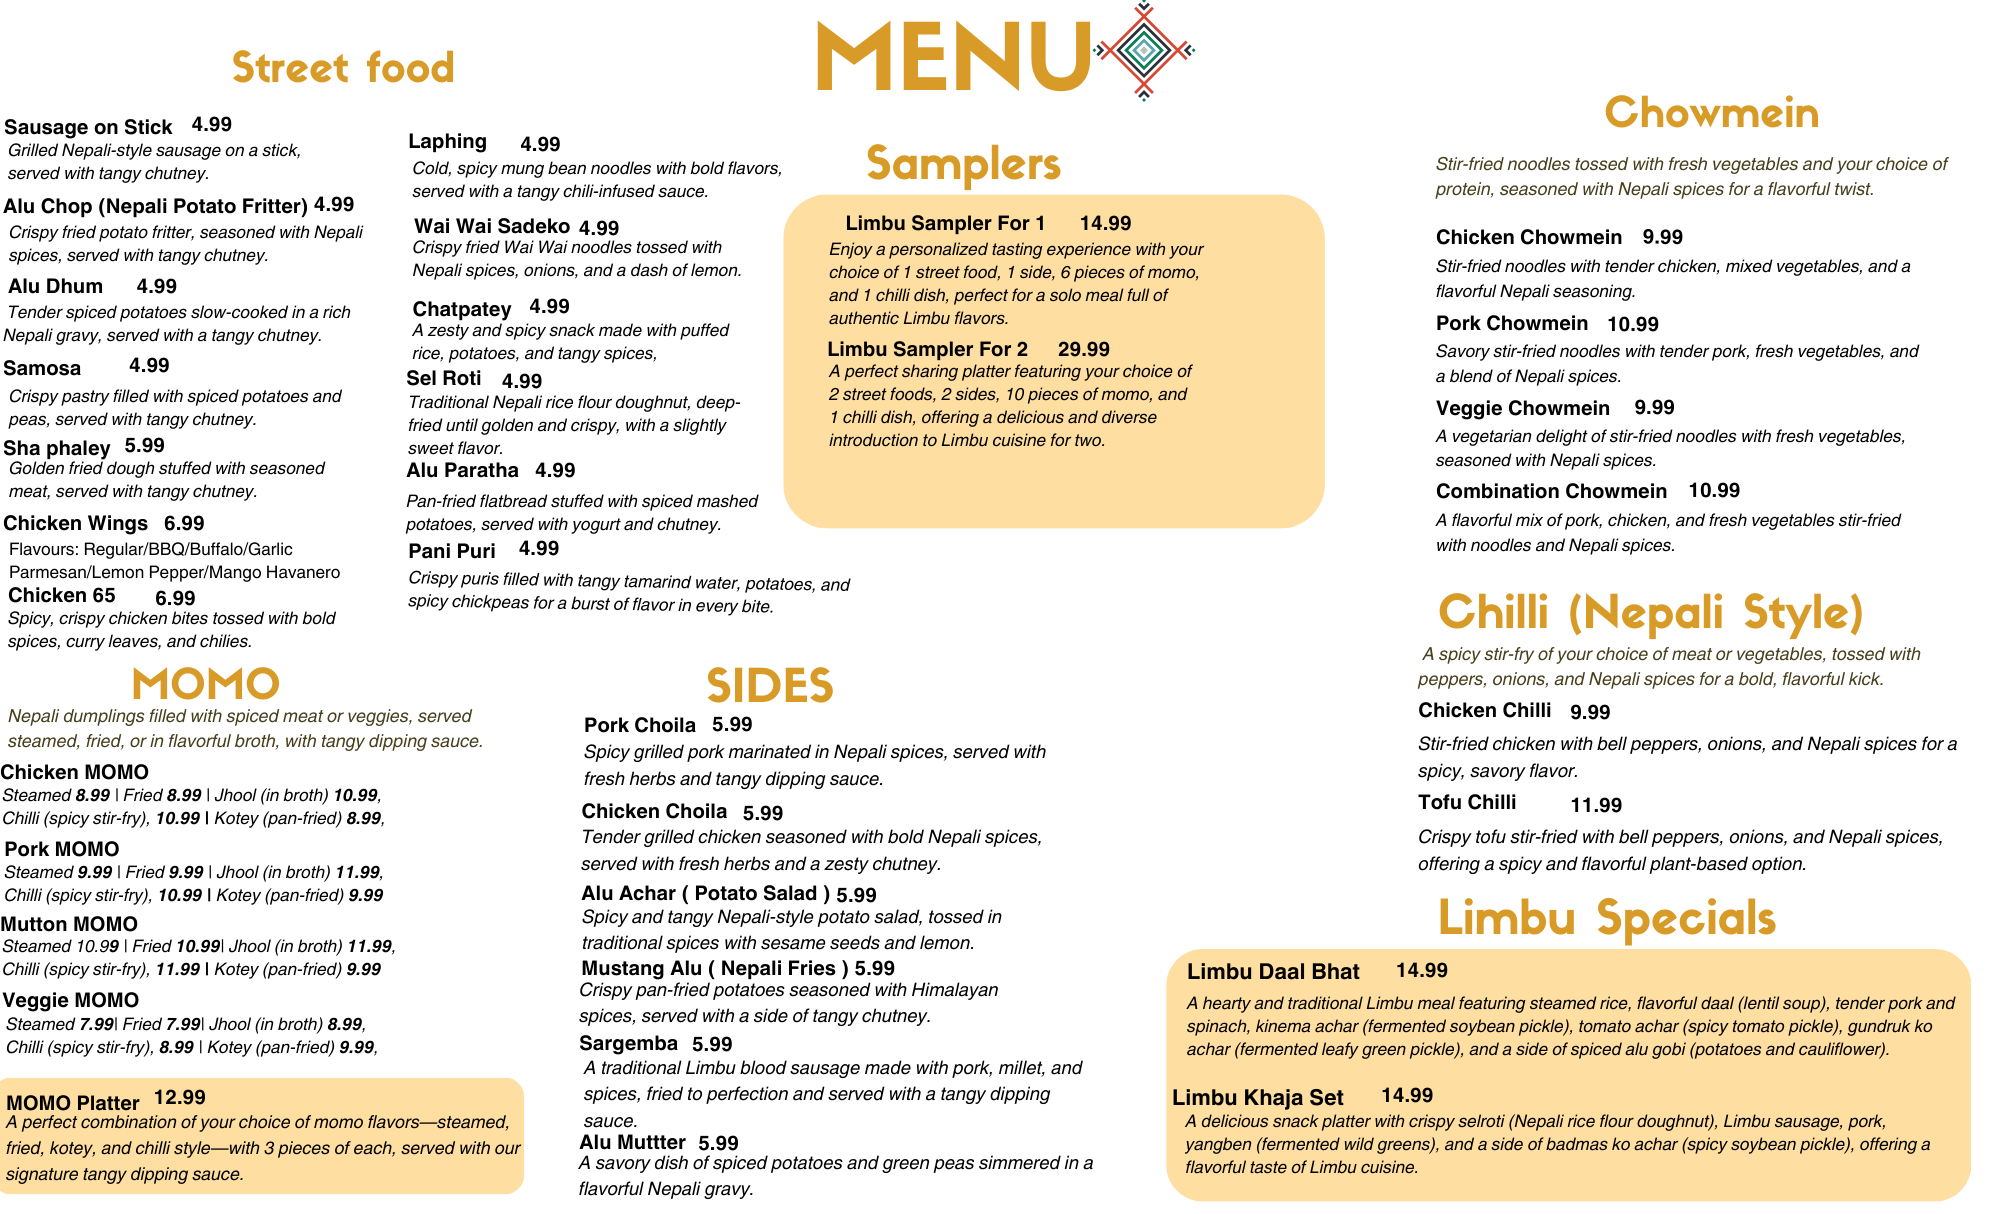 MENU
Street food
Sausage on Stick 4.99
Grilled Nepali-style sausage on a stick,
served with tangy chutney.
Alu Chop (Nepali Potato Fritter) 4.99
Crispy fried potato fritter, seasoned with Nepali
spices, served with tangy chutney.
Alu Dhum 4.99
Tender spiced potatoes slow-cooked in a rich
Nepali gravy, served with a tangy chutney.
Samosa 4.99
Crispy pastry filled with spiced potatoes and
peas, served with tangy chutney.
Sha phaley 5.99
Golden fried dough stuffed with seasoned
meat, served with tangy chutney.
Chicken Wings 6.99
Flavours: Regular/BBQ/Buffalo/Garlic
Parmesan/Lemon Pepper/Mango Havanero
Chicken 65 6.99
Spicy, crispy chicken bites tossed with bold
spices, curry leaves, and chilies.
Laphing 4.99
Cold, spicy mung bean noodles with bold flavors,
served with a tangy chili-infused sauce.
Wai Wai Sadeko 4.99
Crispy fried Wai Wai noodles tossed with
Nepali spices, onions, and a dash of lemon.
Chatpatey 4.99
A zesty and spicy snack made with puffed
rice, potatoes, and tangy spices,
Sel Roti 4.99
Traditional Nepali rice flour doughnut, deep-
fried until golden and crispy, with a slightly
sweet flavor.
Alu Paratha 4.99
Pan-fried flatbread stuffed with spiced mashed
potatoes, served with yogurt and chutney.
Pani Puri 4.99
Crispy puris filled with tangy tamarind water, potatoes, and
spicy chickpeas for a burst of flavor in every bite.
Samplers
Limbu Sampler For 1 14.99
Enjoy a personalized tasting experience with your
choice of 1 street food, 1 side, 6 pieces of momo,
and 1 chilli dish, perfect for a solo meal full of
authentic Limbu flavors.
Limbu Sampler For 2 29.99
A perfect sharing platter featuring your choice of
2 street foods, 2 sides, 10 pieces of momo, and
1 chilli dish, offering a delicious and diverse
introduction to Limbu cuisine for two.
Chowmein
Stir-fried noodles tossed with fresh vegetables and your choice of
protein, seasoned with Nepali spices for a flavorful twist.
Chicken Chowmein 9.99
Stir-fried noodles with tender chicken, mixed vegetables, and a
flavorful Nepali seasoning.
Pork Chowmein 10.99
Savory stir-fried noodles with tender pork, fresh vegetables, and
a blend of Nepali spices.
Veggie Chowmein 9.99
A vegetarian delight of stir-fried noodles with fresh vegetables,
seasoned with Nepali spices.
Combination Chowmein 10.99
A flavorful mix of pork, chicken, and fresh vegetables stir-fried
with noodles and Nepali spices.
Chilli (Nepali Style)
A spicy stir-fry of your choice of meat or vegetables, tossed with
peppers, onions, and Nepali spices for a bold, flavorful kick.
Chicken Chilli 9.99
Stir-fried chicken with bell peppers, onions, and Nepali spices for a
spicy, savory flavor.
Tofu Chilli 11.99
Crispy tofu stir-fried with bell peppers, onions, and Nepali spices,
offering a spicy and flavorful plant-based option.
MOMO
Nepali dumplings filled with spiced meat or veggies, served
steamed, fried, or in flavorful broth, with tangy dipping sauce.
Chicken MOMO
Steamed 8.99 | Fried 8.99 | Jhool (in broth) 10.99,
Chilli (spicy stir-fry), 10.99 | Kotey (pan-fried) 8.99,
Pork MOMO
Steamed 9.99 | Fried 9.99 | Jhool (in broth) 11.99,
Chilli (spicy stir-fry), 10.99 | Kotey (pan-fried) 9.99
Mutton MOMO
Steamed 10.99 | Fried 10.99| Jhool (in broth) 11.99,
Chilli (spicy stir-fry), 11.99 | Kotey (pan-fried) 9.99
Veggie MOMO
Steamed 7.99| Fried 7.99| Jhool (in broth) 8.99,
Chilli (spicy stir-fry), 8.99 | Kotey (pan-fried) 9.99,
MOMO Platter 12.99
A perfect combination of your choice of momo flavors—steamed,
fried, kotey, and chilli style—with 3 pieces of each, served with our
signature tangy dipping sauce.
SIDES
Pork Choila 5.99
Spicy grilled pork marinated in Nepali spices, served with
fresh herbs and tangy dipping sauce.
Chicken Choila 5.99
Tender grilled chicken seasoned with bold Nepali spices,
served with fresh herbs and a zesty chutney.
Alu Achar ( Potato Salad ) 5.99
Spicy and tangy Nepali-style potato salad, tossed in
traditional spices with sesame seeds and lemon.
Mustang Alu ( Nepali Fries ) 5.99
Crispy pan-fried potatoes seasoned with Himalayan
spices, served with a side of tangy chutney.
Sargemba 5.99
A traditional Limbu blood sausage made with pork, millet, and
spices, fried to perfection and served with a tangy dipping
sauce.
Alu Muttter 5.99
A savory dish of spiced potatoes and green peas simmered in a
flavorful Nepali gravy.
Limbu Specials
Limbu Daal Bhat 14.99
A hearty and traditional Limbu meal featuring steamed rice, flavorful daal (lentil soup), tender pork and
spinach, kinema achar (fermented soybean pickle), tomato achar (spicy tomato pickle), gundruk ko
achar (fermented leafy green pickle), and a side of spiced alu gobi (potatoes and cauliflower).
Limbu Khaja Set 14.99
A delicious snack platter with crispy selroti (Nepali rice flour doughnut), Limbu sausage, pork,
yangben (fermented wild greens), and a side of badmas ko achar (spicy soybean pickle), offering a
flavorful taste of Limbu cuisine.